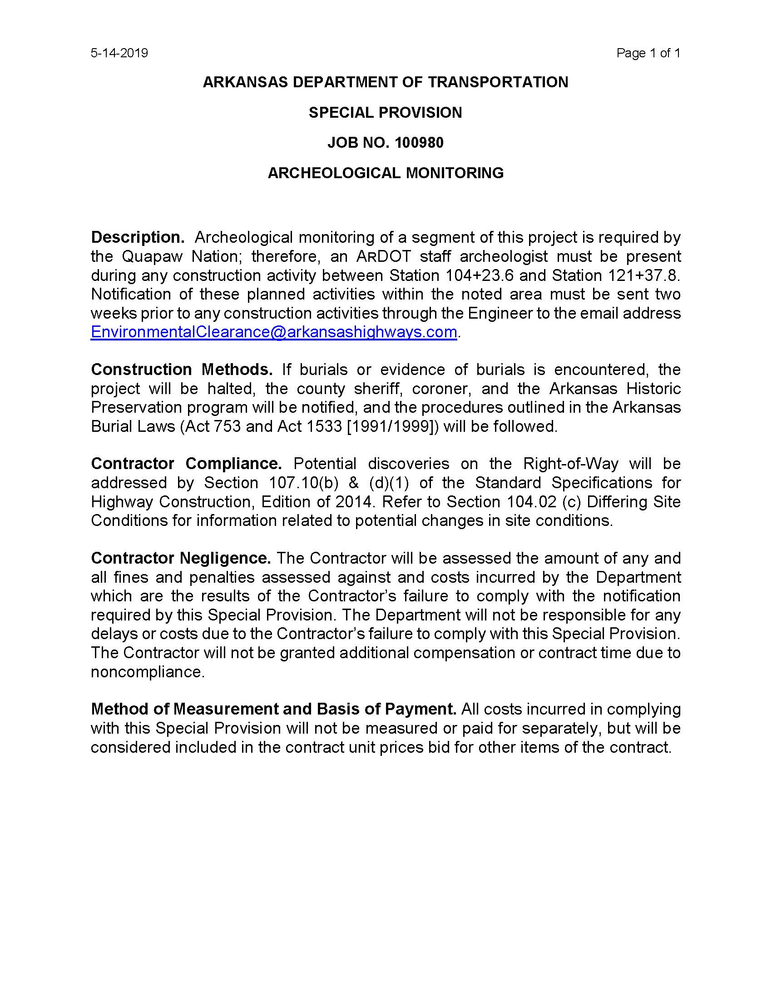 5-14-2019 Page 1 of 1
ARKANSAS DEPARTMENT OF TRANSPORTATION
SPECIAL PROVISION
JOB NO. 100980
ARCHEOLOGICAL MONITORING
Description. Archeological monitoring of a segment of this project is required by
the Quapaw Nation; therefore, an ARDOT staff archeologist must be present
during any construction activity between Station 104+23.6 and Station 121+37.8.
Notification of these planned activities within the noted area must be sent two
weeks prior to any construction activities through the Engineer to the email address
EnvironmentalClearance@arkansashighways.com.
Construction Methods. If burials or evidence of burials is encountered, the
project will be halted, the county sheriff, coroner, and the Arkansas Historic
Preservation program will be notified, and the procedures outlined in the Arkansas
Burial Laws (Act 753 and Act 1533 [1991/1999]) will be followed.
Contractor Compliance. Potential discoveries on the Right-of-Way will be
addressed by Section 107.10(b) & (d)(1) of the Standard Specifications for
Highway Construction, Edition of 2014. Refer to Section 104.02 (c) Differing Site
Conditions for information related to potential changes in site conditions.
Contractor Negligence. The Contractor will be assessed the amount of any and
all fines and penalties assessed against and costs incurred by the Department
which are the results of the Contractor’s failure to comply with the notification
required by this Special Provision. The Department will not be responsible for any
delays or costs due to the Contractor’s failure to comply with this Special Provision.
The Contractor will not be granted additional compensation or contract time due to
noncompliance.
Method of Measurement and Basis of Payment. All costs incurred in complying
with this Special Provision will not be measured or paid for separately, but will be
considered included in the contract unit prices bid for other items of the contract.